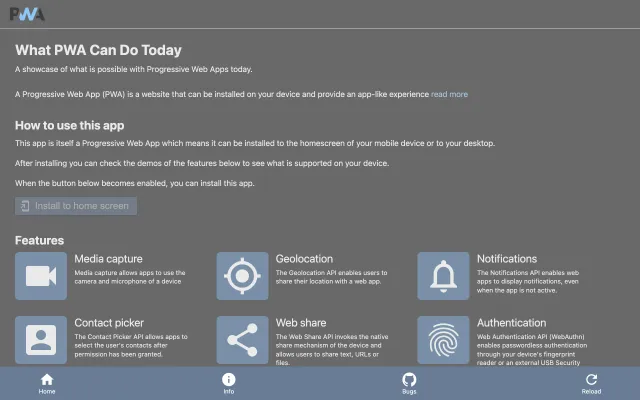 PWA
What PWA Can Do Today
A showcase of what is possible with Progressive Web Apps today.
A Progressive Web App (PWA) is a website that can be installed on your device and provide an app-like experience read more
How to use this app
This app is itself a Progressive Web App which means it can be installed to the homescreen of your mobile device or to your desktop.
After installing you can check the demos of the features below to see what is supported on your device.
When the button below becomes enabled, you can install this app.
Install to home screen
Features
Media capture
Media capture allows apps to use the
camera and microphone of a device
Geolocation
The Geolocation API enables users to
share their location with a web app.
Notifications
The Notifications API enables web
apps to display notifications, even
when the app is not active.
Contact picker
The Contact Picker API allows apps to
select the user's contacts after
permission has been granted.
Web share
The Web Share API invokes the native
share mechanism of the device and
allows users to share text, URLs or
files.
Authentication
Web Authentication API (WebAuthn)
enables passwordless authentication
through your device's fingerprint
reader or an external USB Security
Home
Info
Bugs
Reload